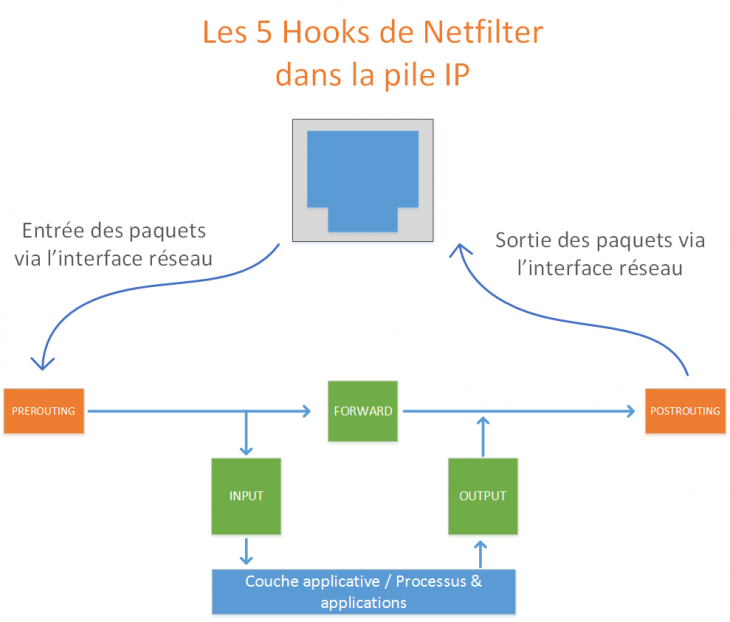 Les 5 Hooks de Netfilter
dans la pile IP
Entrée des paquets
via l’interface réseau
Sortie des paquets via
l’interface réseau
PREROUTING
FORWARD
POSTROUTING
INPUT
OUTPUT
Couche applicative / Processus &
applications